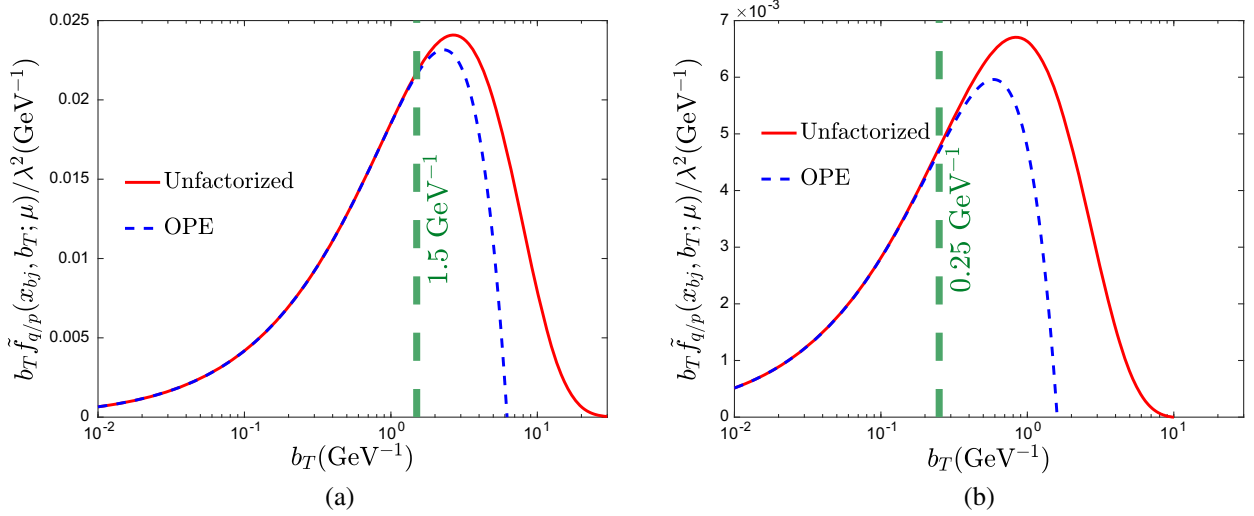 0.025
0.02
0.015
0.01
0.005
0
10⁻²
10⁻¹
10⁰
10¹
b_T(GeV⁻¹)
b_T f̃_{q/p}(x_{bj}, b_T; μ)/λ²(GeV⁻¹)
Unfactorized
OPE
1.5 GeV⁻¹
(a)
7 ×10⁻³
6
5
4
3
2
1
0
10⁻²
10⁻¹
10⁰
10¹
b_T(GeV⁻¹)
b_T f̃_{q/p}(x_{bj}, b_T; μ)/λ²(GeV⁻¹)
Unfactorized
OPE
0.25 GeV⁻¹
(b)